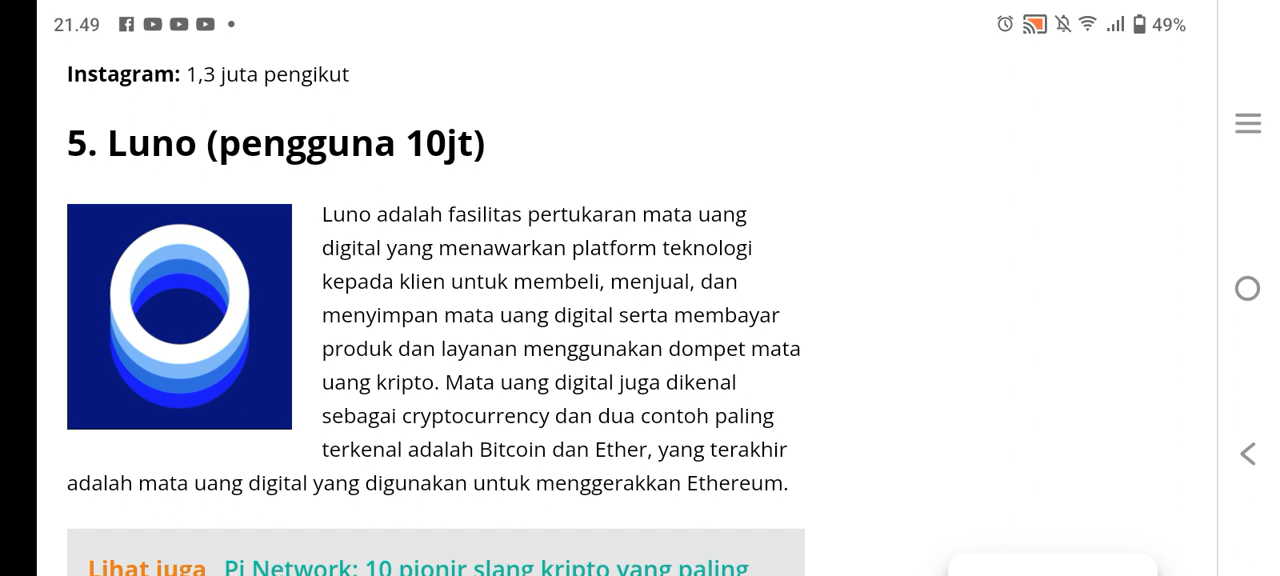 21.49
49%
Instagram: 1,3 juta pengikut
5. Luno (pengguna 10jt)
Luno adalah fasilitas pertukaran mata uang
digital yang menawarkan platform teknologi
kepada klien untuk membeli, menjual, dan
menyimpan mata uang digital serta membayar
produk dan layanan menggunakan dompet mata
uang kripto. Mata uang digital juga dikenal
sebagai cryptocurrency dan dua contoh paling
terkenal adalah Bitcoin dan Ether, yang terakhir
adalah mata uang digital yang digunakan untuk menggerakkan Ethereum.
Lihat juga Pi Network: 10 pionir slang kripto yang paling